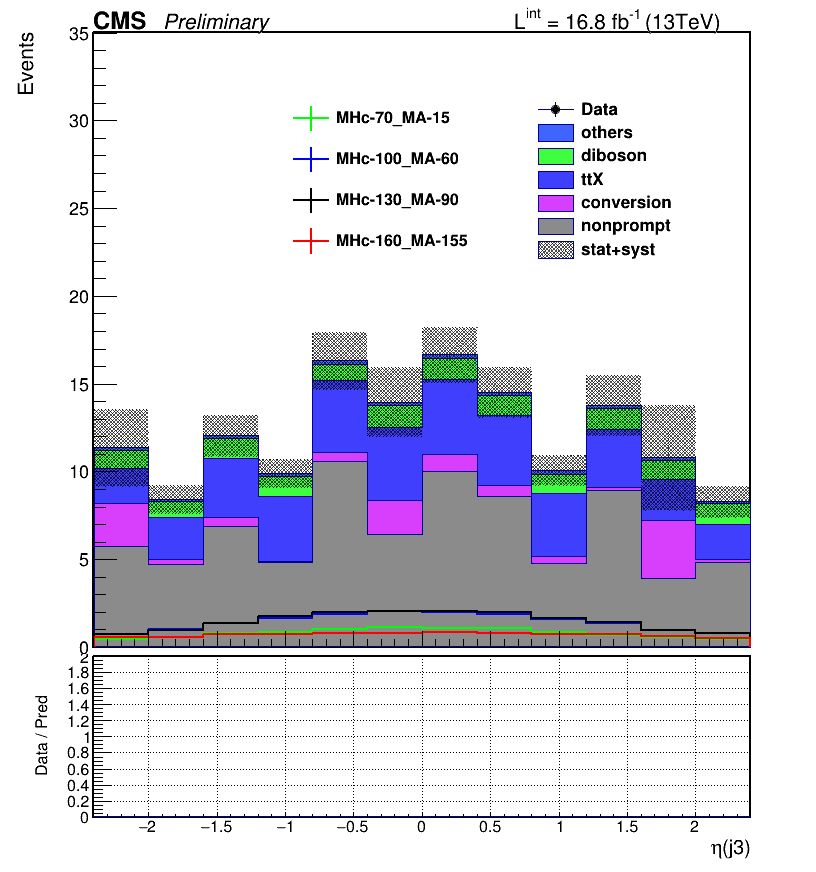 CMS Preliminary L^int = 16.8 fb^-1 (13TeV)
Events
35
30
25
20
15
10
5
0
MHc-70_MA-15
MHc-100_MA-60
MHc-130_MA-90
MHc-160_MA-155
Data
others
diboson
ttX
conversion
nonprompt
stat+syst
Data / Pred
2
1.8
1.6
1.4
1.2
1
0.8
0.6
0.4
0.2
0
−2 −1.5 −1 −0.5 0 0.5 1 1.5 2
η(j3)